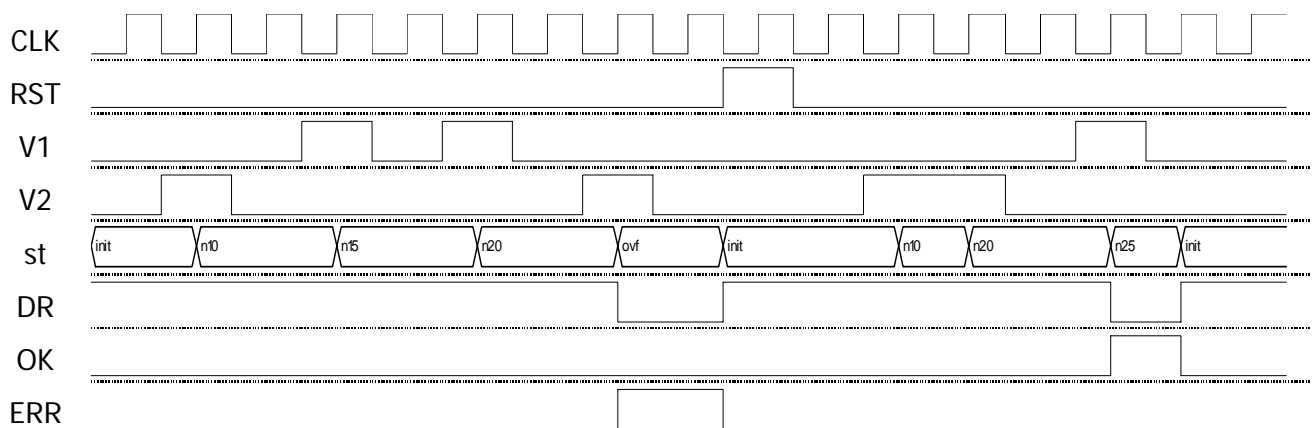 CLK
RST
V1
V2
st init n10 n15 n20 ovf init n10 n20 n25 init
DR
OK
ERR